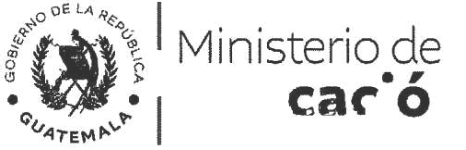 GOBIERNO DE LA REPÚBLICA
GUATEMALA
Ministerio de